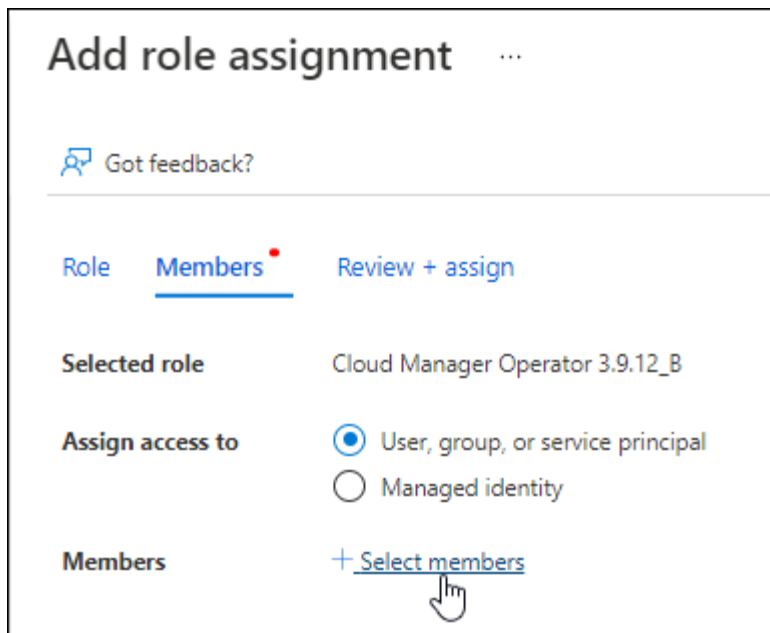 Add role assignment ...
Got feedback?
Role Members Review + assign
Selected role Cloud Manager Operator 3.9.12_B
Assign access to User, group, or service principal
Managed identity
Members + Select members